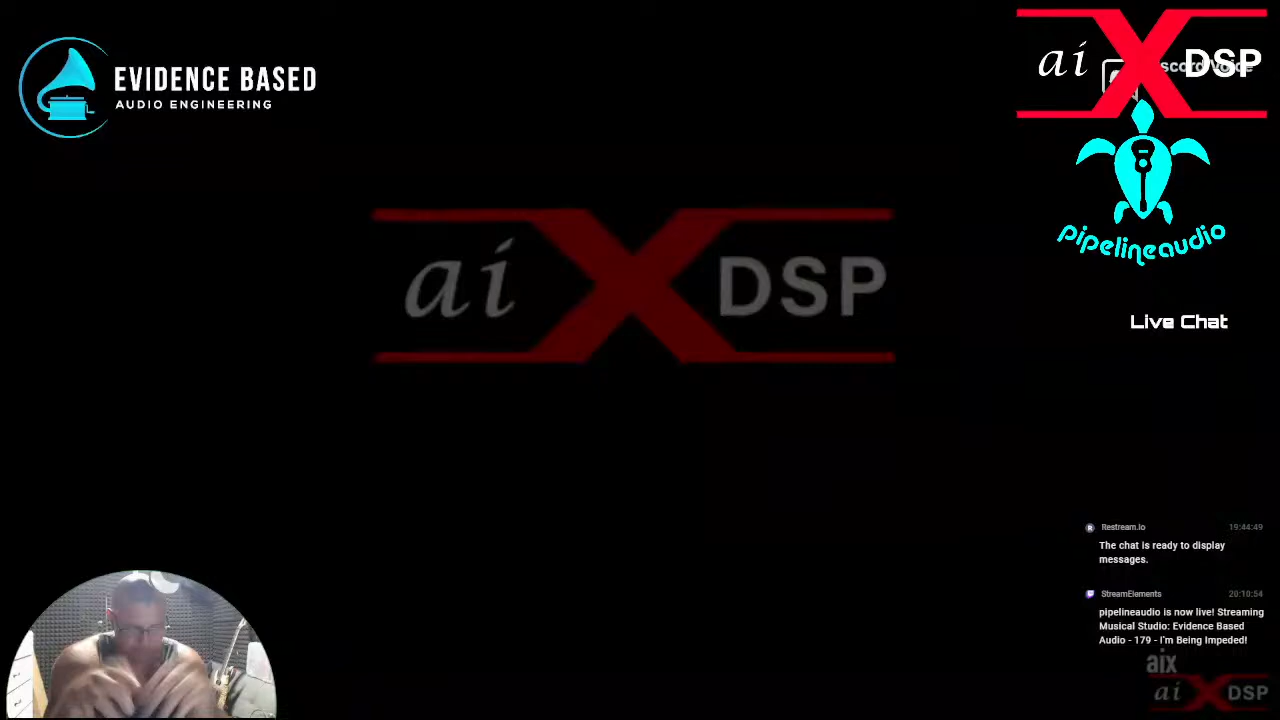 EVIDENCE BASED
AUDIO ENGINEERING
ai X DSP
pipelineaudio
ai X DSP
Live Chat
Restream.io 19:44:49
The chat is ready to display
messages.
StreamElements 20:10:54
pipelineaudio is now live! Streaming
Musical Studio: Evidence Based
Audio - 179 - I'm Being Impeded!
aix
ai X DSP